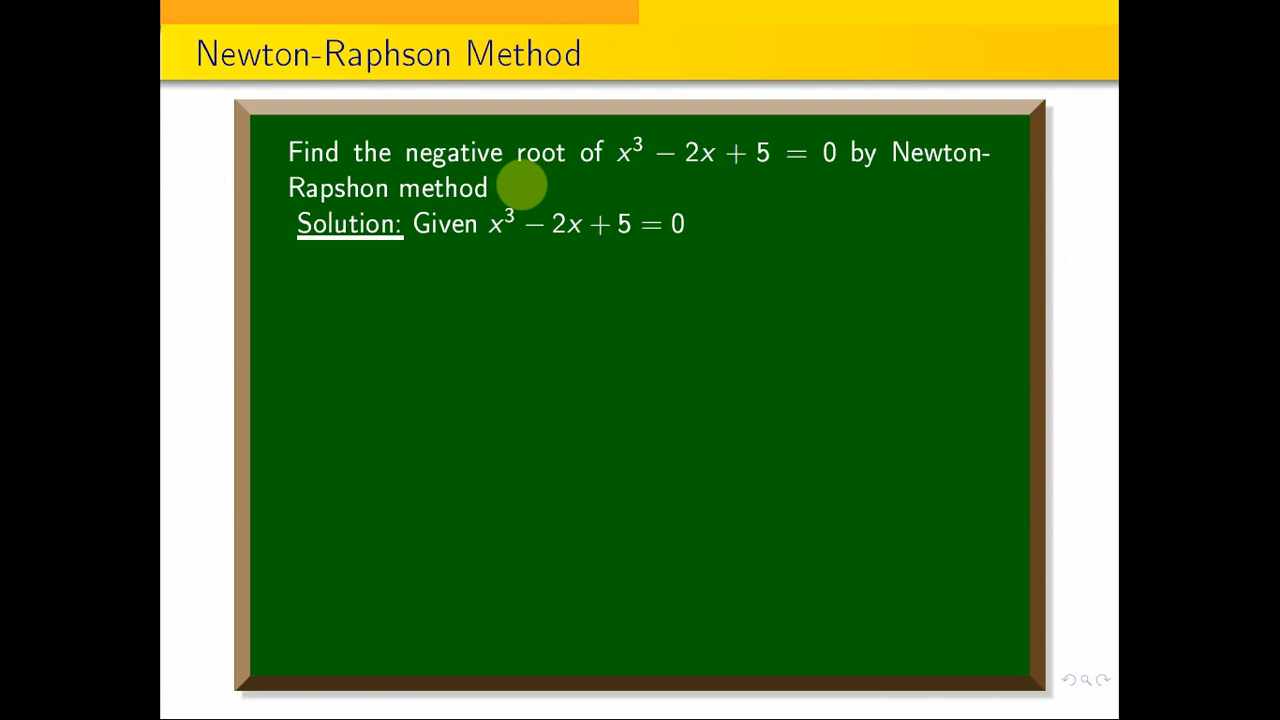 Newton-Raphson Method
Find the negative root of x³ − 2x + 5 = 0 by Newton-
Rapshon method
Solution: Given x³ − 2x + 5 = 0